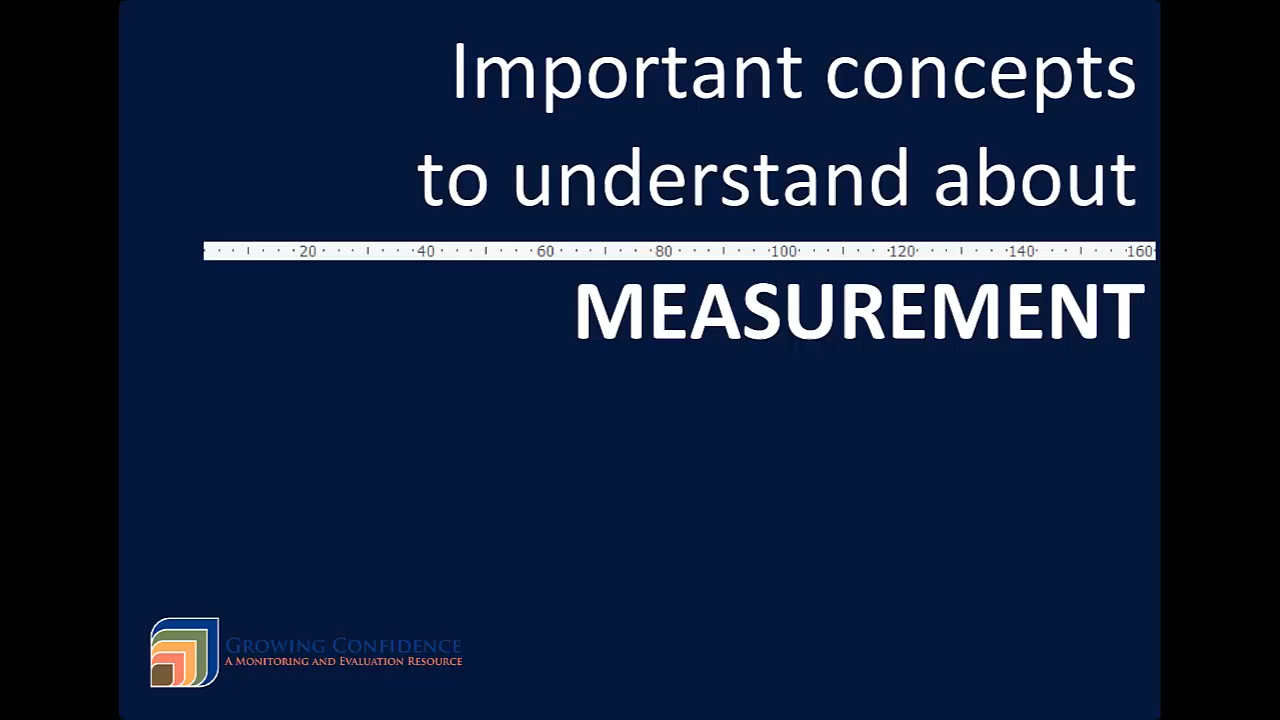 Important concepts
to understand about
20 40 60 80 100 120 140 160
MEASUREMENT
GROWING CONFIDENCE
A MONITORING AND EVALUATION RESOURCE